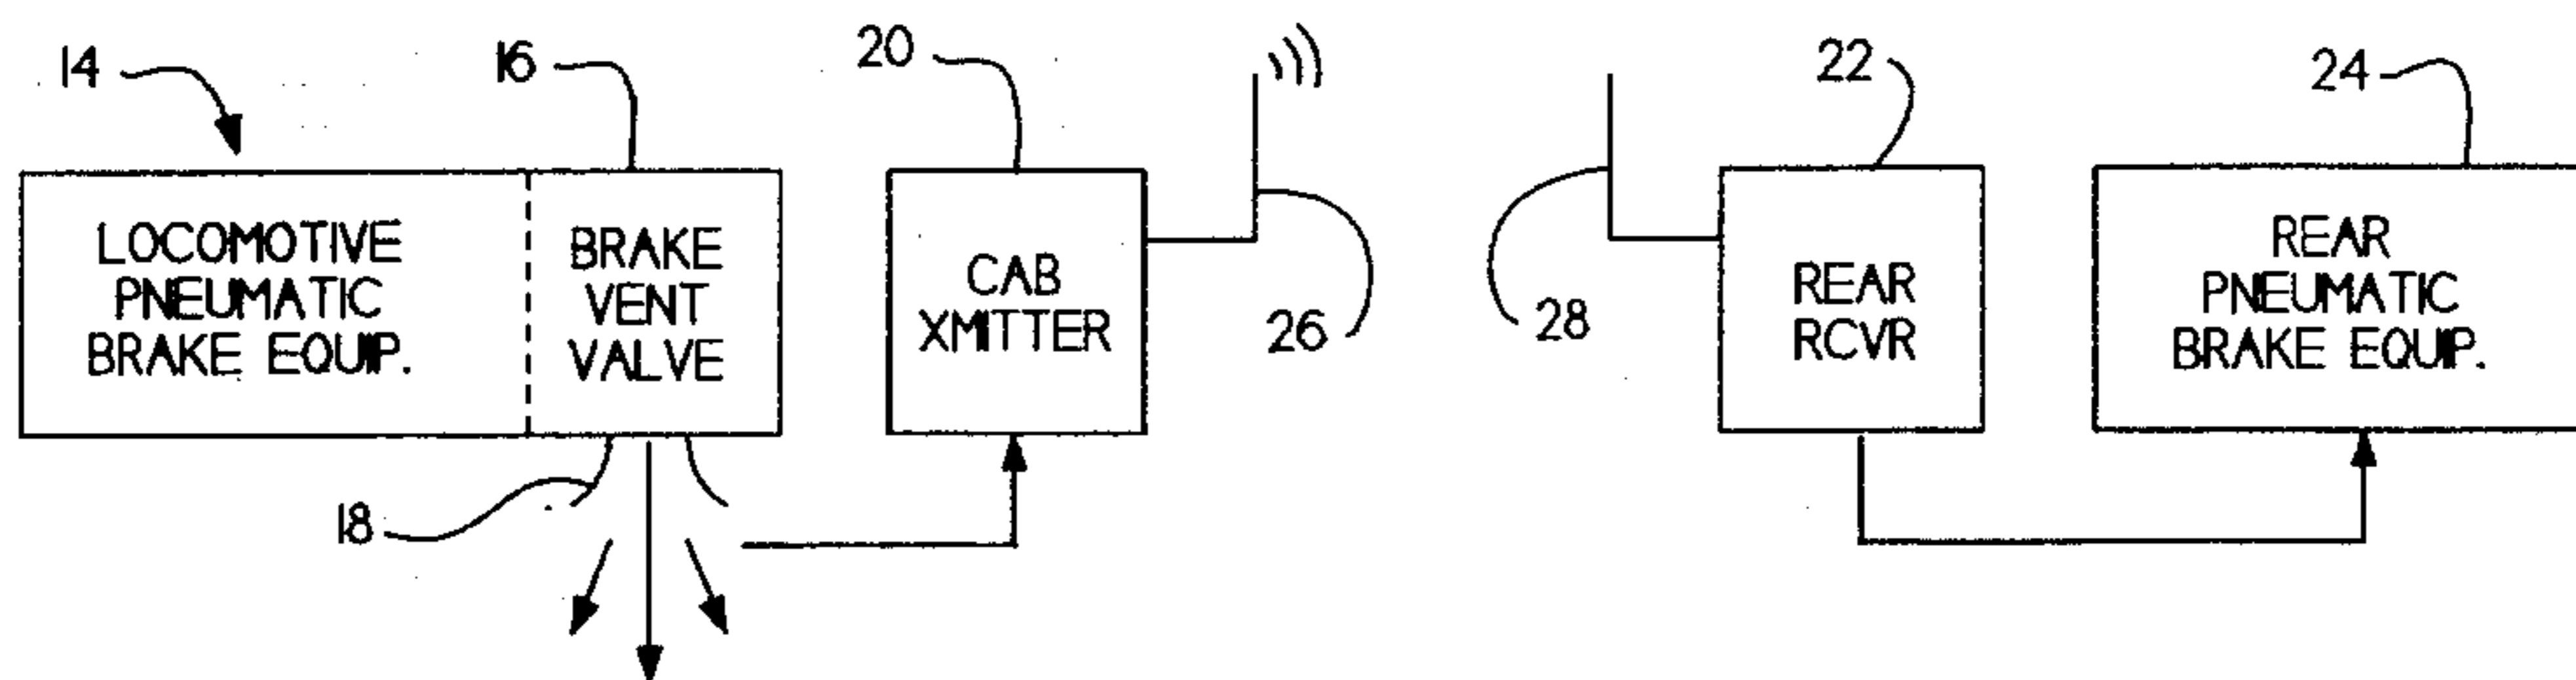 14
16
20
22
24
LOCOMOTIVE
PNEUMATIC
BRAKE EQUIP.
BRAKE
VENT
VALVE
CAB
XMITTER
26
28
REAR
RCVR
REAR
PNEUMATIC
BRAKE EQUIP.
18